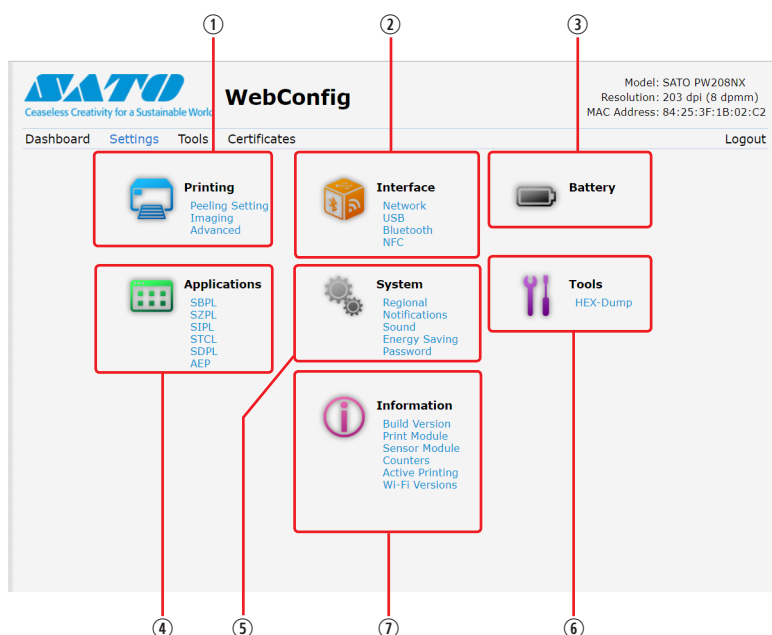 ① ② ③
SATO
Ceaseless Creativity for a Sustainable World
WebConfig
Model: SATO PW208NX
Resolution: 203 dpi (8 dpmm)
MAC Address: 84:25:3F:1B:02:C2
Dashboard Settings Tools Certificates Logout
Printing
Peeling Setting
Imaging
Advanced
Interface
Network
USB
Bluetooth
NFC
Battery
Applications
SBPL
SZPL
SIPL
STCL
SDPL
AEP
System
Regional
Notifications
Sound
Energy Saving
Password
Tools
HEX-Dump
Information
Build Version
Print Module
Sensor Module
Counters
Active Printing
Wi-Fi Versions
④ ⑤ ⑦ ⑥